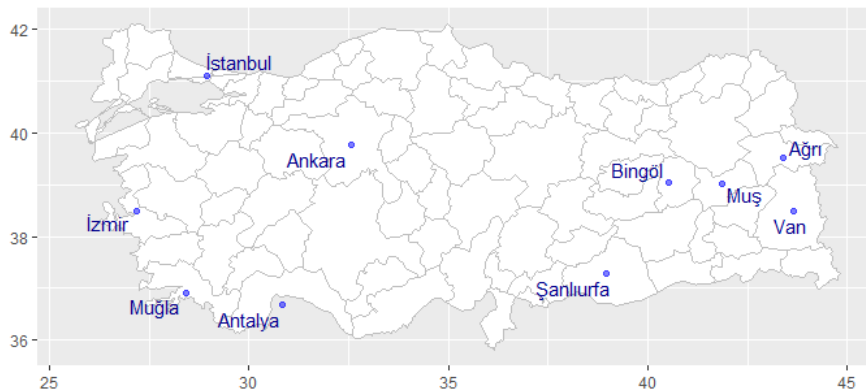 42
İstanbul
40
Ankara
Ağrı
Bingöl
Muş
İzmir
Van
38
Şanlıurfa
Muğla
Antalya
36
25
30
35
40
45